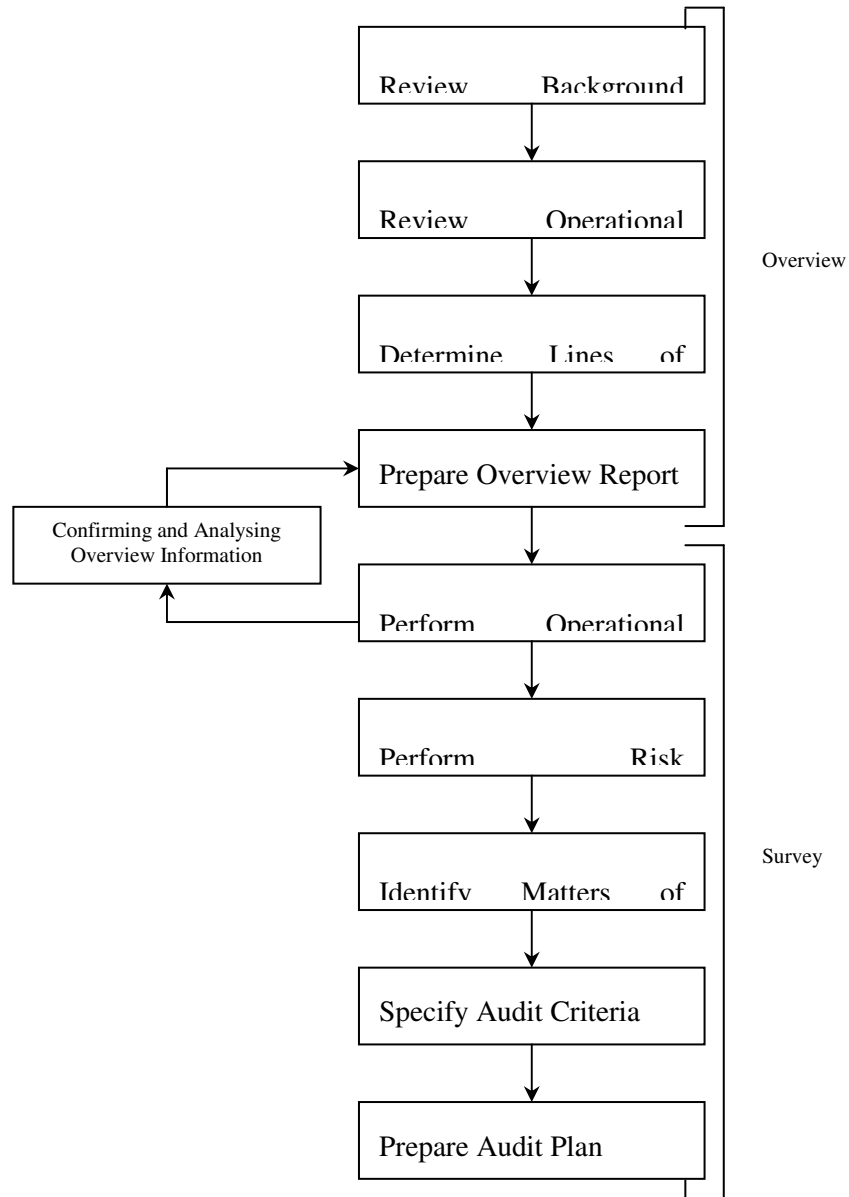 Review Background
Review Operational
Overview
Determine Lines of
Prepare Overview Report
Confirming and Analysing
Overview Information
Perform Operational
Perform Risk
Survey
Identify Matters of
Specify Audit Criteria
Prepare Audit Plan